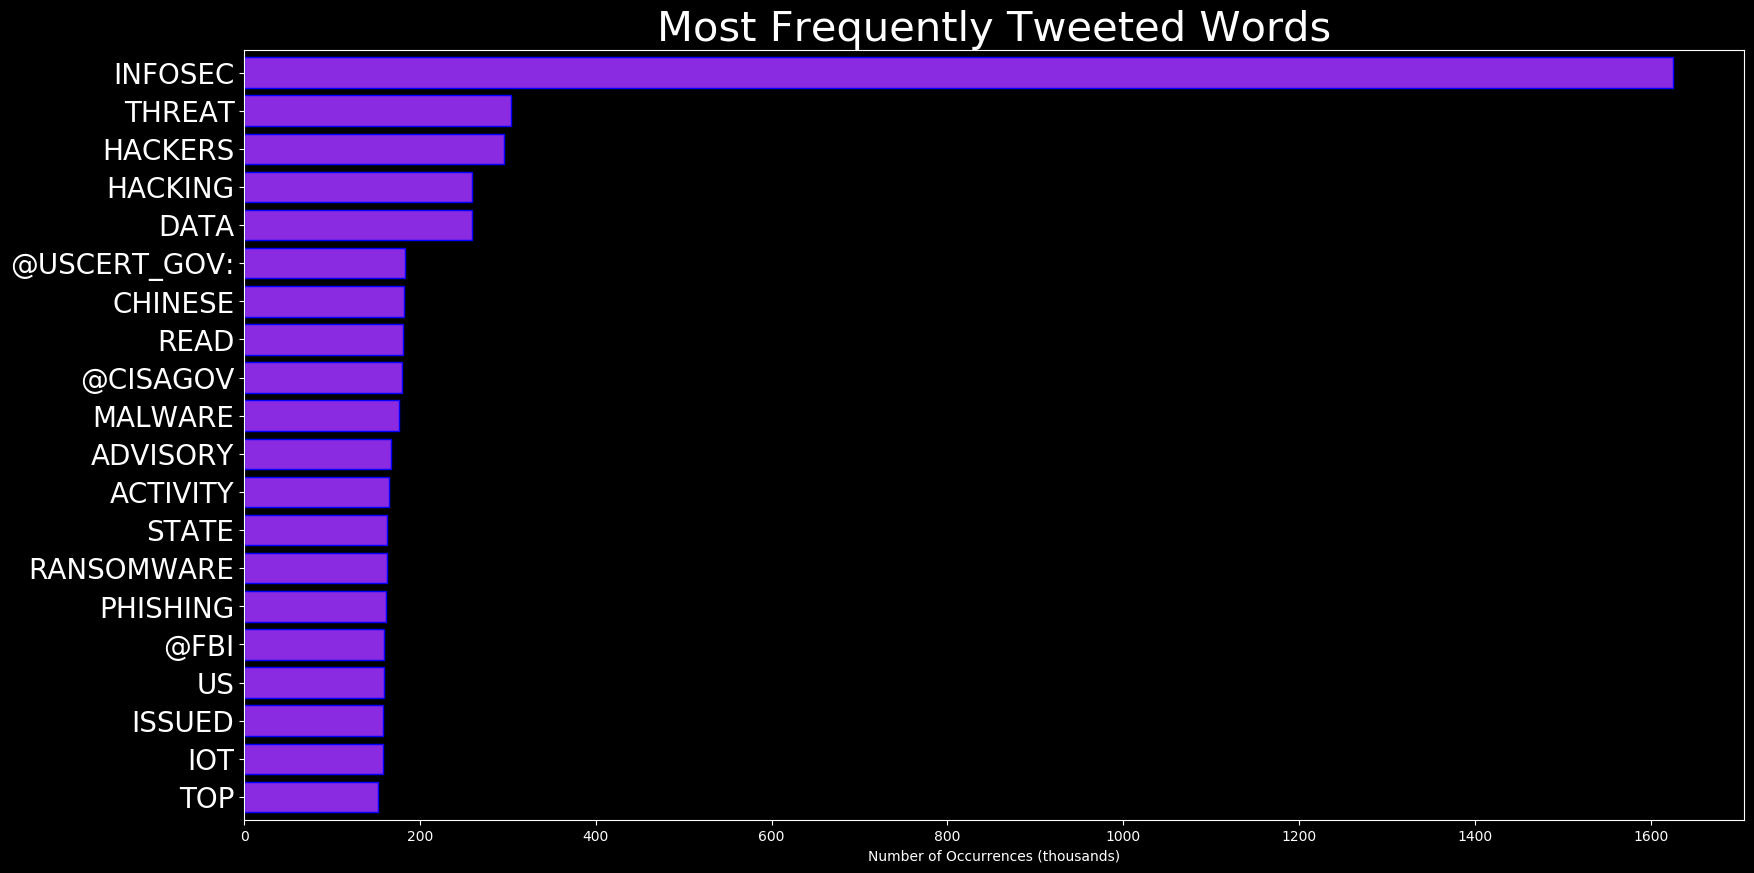 Most Frequently Tweeted Words
INFOSEC
THREAT
HACKERS
HACKING
DATA
@USCERT_GOV:
CHINESE
READ
@CISAGOV
MALWARE
ADVISORY
ACTIVITY
STATE
RANSOMWARE
PHISHING
@FBI
US
ISSUED
IOT
TOP
0 200 400 600 800 1000 1200 1400 1600
Number of Occurrences (thousands)